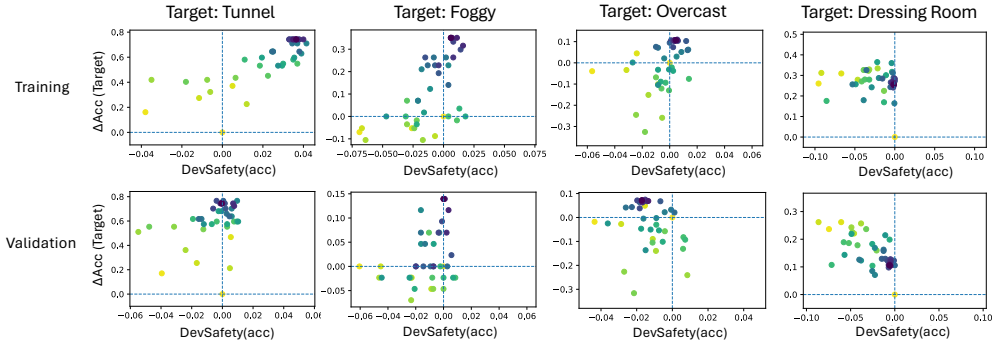 Target: Tunnel Target: Foggy Target: Overcast Target: Dressing Room
Training
ΔAcc (Target)
0.8
0.6
0.4
0.2
0.0
−0.04 −0.02 0.00 0.02 0.04
DevSafety(acc)
0.3
0.2
0.1
0.0
−0.1
−0.075 −0.050 −0.025 0.000 0.025 0.050 0.075
DevSafety(acc)
0.1
0.0
−0.1
−0.2
−0.3
−0.06 −0.04 −0.02 0.00 0.02 0.04 0.06
DevSafety(acc)
0.5
0.4
0.3
0.2
0.1
0.0
−0.10 −0.05 0.00 0.05 0.10
DevSafety(acc)
Validation
ΔAcc (Target)
0.8
0.6
0.4
0.2
0.0
−0.06 −0.04 −0.02 0.00 0.02 0.04 0.06
DevSafety(acc)
0.15
0.10
0.05
0.00
−0.05
−0.06 −0.04 −0.02 0.00 0.02 0.04 0.06
DevSafety(acc)
0.1
0.0
−0.1
−0.2
−0.3
−0.04 −0.02 0.00 0.02 0.04
DevSafety(acc)
0.3
0.2
0.1
0.0
−0.10 −0.05 0.00 0.05 0.10
DevSafety(acc)